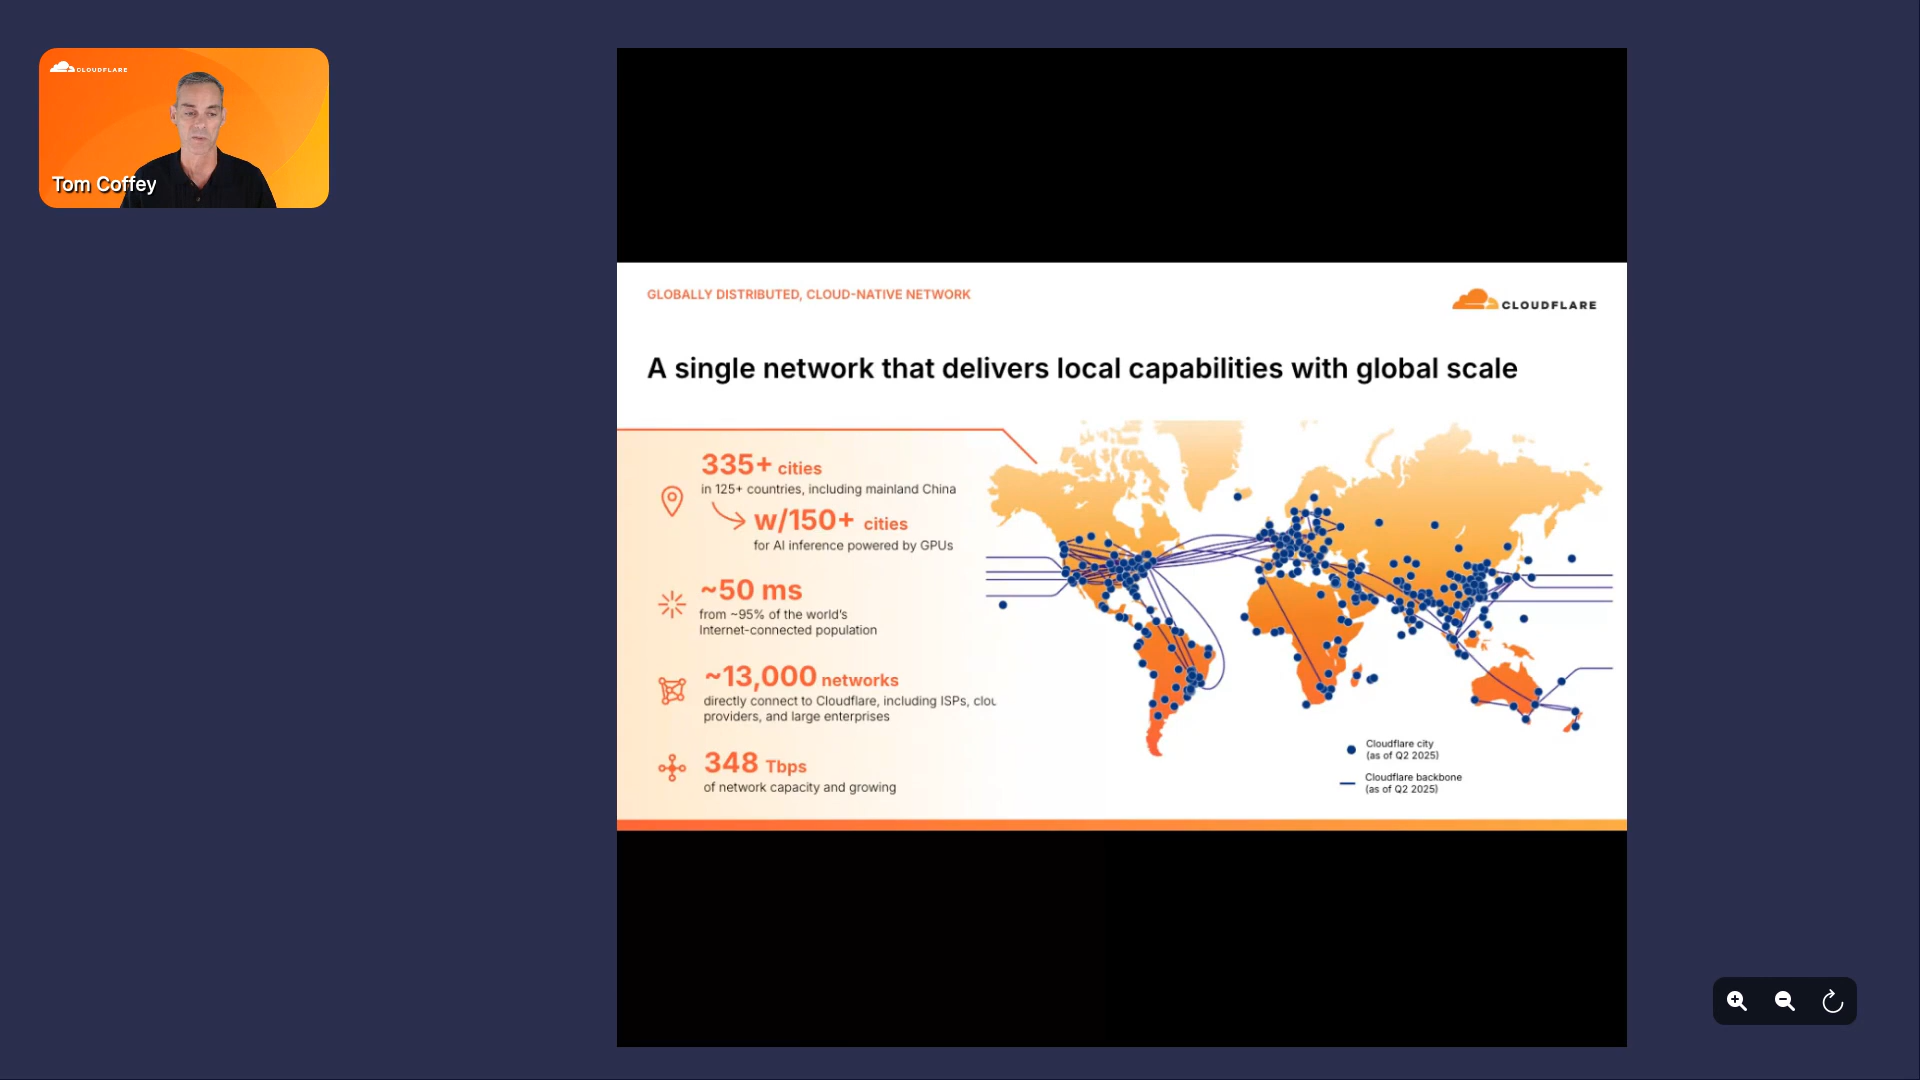 CLOUDFLARE
Tom Coffey
GLOBALLY DISTRIBUTED, CLOUD-NATIVE NETWORK
CLOUDFLARE
A single network that delivers local capabilities with global scale
335+ cities
in 125+ countries, including mainland China
w/150+ cities
for AI inference powered by GPUs
~50 ms
from ~95% of the world's
Internet-connected population
~13,000 networks
directly connect to Cloudflare, including ISPs, clou
providers, and large enterprises
348 Tbps
of network capacity and growing
Cloudflare city
(as of Q2 2025)
Cloudflare backbone
(as of Q2 2025)